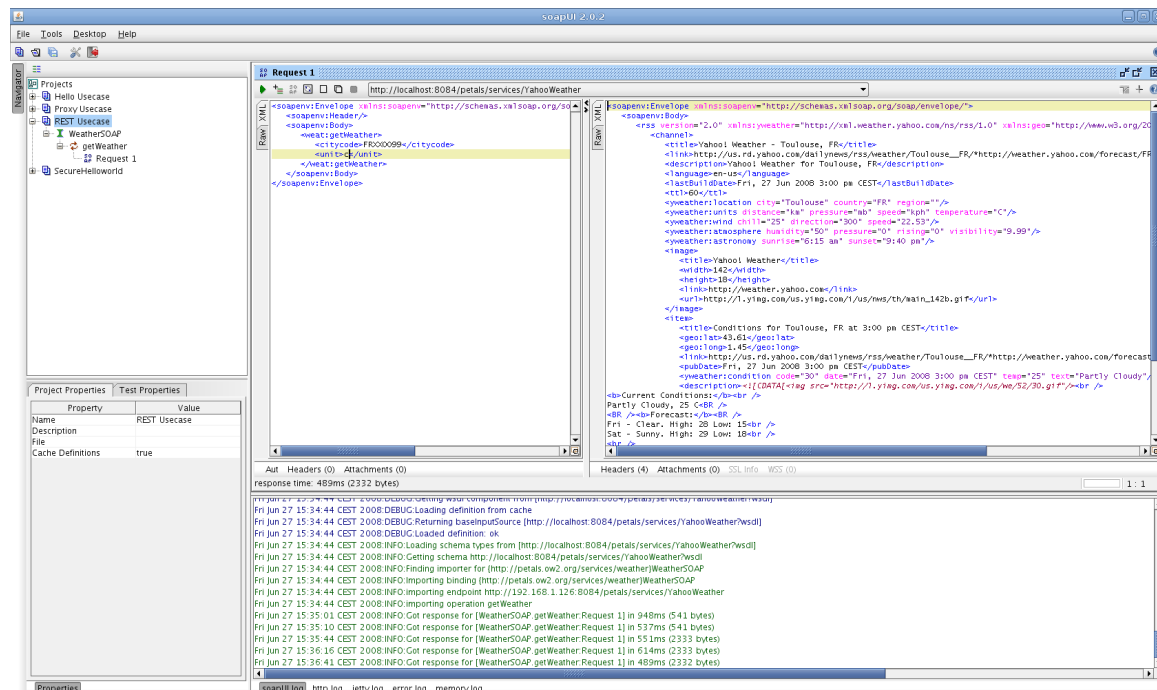 soapUI 2.0.2
File Tools Desktop Help
Navigator
Projects
Hello Usecase
Proxy Usecase
REST Usecase
WeatherSOAP
getWeather
Request 1
SecureHelloworld
Project Properties Test Properties
Property Value
Name REST Usecase
Description
File
Cache Definitions true
Properties
Request 1
http://localhost:8084/petals/services/YahooWeather
XML
Raw
<soapenv:Envelope xmlns:soapenv="http://schemas.xmlsoap.org/so
<soapenv:Header/>
<soapenv:Body>
<weat:getWeather>
<citycode>FRXX0099</citycode>
<unit>c</unit>
</weat:getWeather>
</soapenv:Body>
</soapenv:Envelope>
Aut Headers (0) Attachments (0)
XML
Raw
<soapenv:Envelope xmlns:soapenv="http://schemas.xmlsoap.org/soap/envelope/">
<soapenv:Body>
<rss version="2.0" xmlns:yweather="http://xml.weather.yahoo.com/ns/rss/1.0" xmlns:geo="http://www.w3.org/20
<channel>
<title>Yahoo! Weather - Toulouse, FR</title>
<link>http://us.rd.yahoo.com/dailynews/rss/weather/Toulouse__FR/*http://weather.yahoo.com/forecast/FR
<description>Yahoo! Weather for Toulouse, FR</description>
<language>en-us</language>
<lastBuildDate>Fri, 27 Jun 2008 3:00 pm CEST</lastBuildDate>
<ttl>60</ttl>
<yweather:location city="Toulouse" country="FR" region=""/>
<yweather:units distance="km" pressure="mb" speed="kph" temperature="C"/>
<yweather:wind chill="25" direction="300" speed="22.53"/>
<yweather:atmosphere humidity="50" pressure="0" rising="0" visibility="9.99"/>
<yweather:astronomy sunrise="6:15 am" sunset="9:40 pm"/>
<image>
<title>Yahoo! Weather</title>
<width>142</width>
<height>18</height>
<link>http://weather.yahoo.com</link>
<url>http://l.yimg.com/us.yimg.com/i/us/nws/th/main_142b.gif</url>
</image>
<item>
<title>Conditions for Toulouse, FR at 3:00 pm CEST</title>
<geo:lat>43.61</geo:lat>
<geo:long>1.45</geo:long>
<link>http://us.rd.yahoo.com/dailynews/rss/weather/Toulouse__FR/*http://weather.yahoo.com/forecast
<pubDate>Fri, 27 Jun 2008 3:00 pm CEST</pubDate>
<yweather:condition code="30" date="Fri, 27 Jun 2008 3:00 pm CEST" temp="25" text="Partly Cloudy"/
<description><![CDATA[<img src="http://l.yimg.com/us.yimg.com/i/us/we/52/30.gif"/><br />
<b>Current Conditions:</b><br />
Partly Cloudy, 25 C<BR />
<BR /><b>Forecast:</b><BR />
Fri - Clear. High: 28 Low: 15<br />
Sat - Sunny. High: 29 Low: 18<br />
<br />
Headers (4) Attachments (0) SSL Info WSS (0)
response time: 489ms (2332 bytes)
1 : 1
Fri Jun 27 15:34:44 CEST 2008:DEBUG:Getting wsdl component from [http://localhost:8084/petals/services/YahooWeather?wsdl]
Fri Jun 27 15:34:44 CEST 2008:DEBUG:Loading definition from cache
Fri Jun 27 15:34:44 CEST 2008:DEBUG:Returning baseInputSource [http://localhost:8084/petals/services/YahooWeather?wsdl]
Fri Jun 27 15:34:44 CEST 2008:DEBUG:Loaded definition: ok
Fri Jun 27 15:34:44 CEST 2008:INFO:Loading schema types from [http://localhost:8084/petals/services/YahooWeather?wsdl]
Fri Jun 27 15:34:44 CEST 2008:INFO:Getting schema http://localhost:8084/petals/services/YahooWeather?wsdl
Fri Jun 27 15:34:44 CEST 2008:INFO:Finding importer for {http://petals.ow2.org/services/weather}WeatherSOAP
Fri Jun 27 15:34:44 CEST 2008:INFO:Importing binding {http://petals.ow2.org/services/weather}WeatherSOAP
Fri Jun 27 15:34:44 CEST 2008:INFO:importing endpoint http://192.168.1.126:8084/petals/services/YahooWeather
Fri Jun 27 15:34:44 CEST 2008:INFO:importing operation getWeather
Fri Jun 27 15:35:01 CEST 2008:INFO:Got response for [WeatherSOAP.getWeather:Request 1] in 948ms (541 bytes)
Fri Jun 27 15:35:10 CEST 2008:INFO:Got response for [WeatherSOAP.getWeather:Request 1] in 537ms (541 bytes)
Fri Jun 27 15:35:44 CEST 2008:INFO:Got response for [WeatherSOAP.getWeather:Request 1] in 551ms (2333 bytes)
Fri Jun 27 15:36:16 CEST 2008:INFO:Got response for [WeatherSOAP.getWeather:Request 1] in 614ms (2333 bytes)
Fri Jun 27 15:36:41 CEST 2008:INFO:Got response for [WeatherSOAP.getWeather:Request 1] in 489ms (2332 bytes)
soapUI log http log jetty log error log memory log